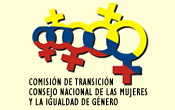 COMISIÓN DE TRANSICIÓN
CONSEJO NACIONAL DE LAS MUJERES
Y LA IGUALDAD DE GÉNERO